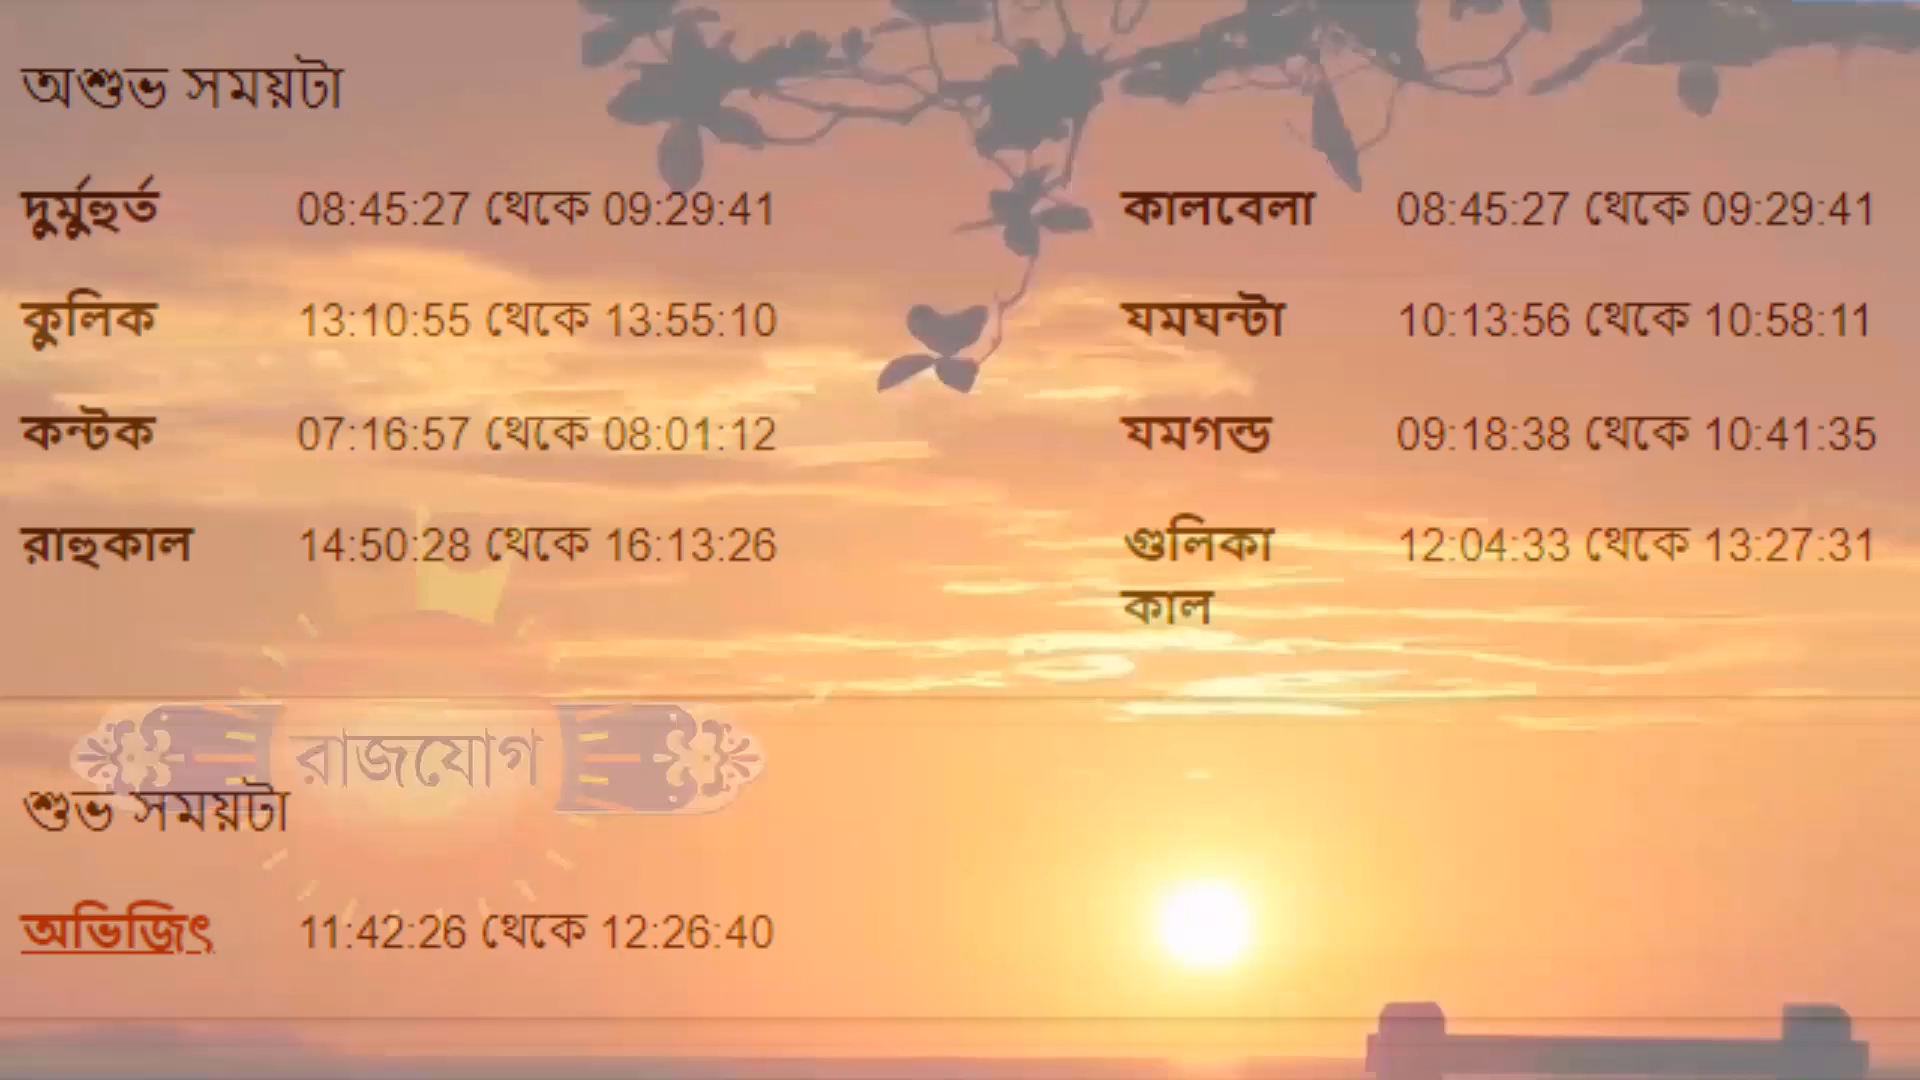 অশুভ সময়টা
দুর্মুহুর্ত 08:45:27 থেকে 09:29:41 কালবেলা 08:45:27 থেকে 09:29:41
কুলিক 13:10:55 থেকে 13:55:10 যমঘন্টা 10:13:56 থেকে 10:58:11
কন্টক 07:16:57 থেকে 08:01:12 যমগন্ড 09:18:38 থেকে 10:41:35
রাহুকাল 14:50:28 থেকে 16:13:26 গুলিকা 12:04:33 থেকে 13:27:31
কাল
রাজযোগ
শুভ সময়টা
অভিজিৎ 11:42:26 থেকে 12:26:40